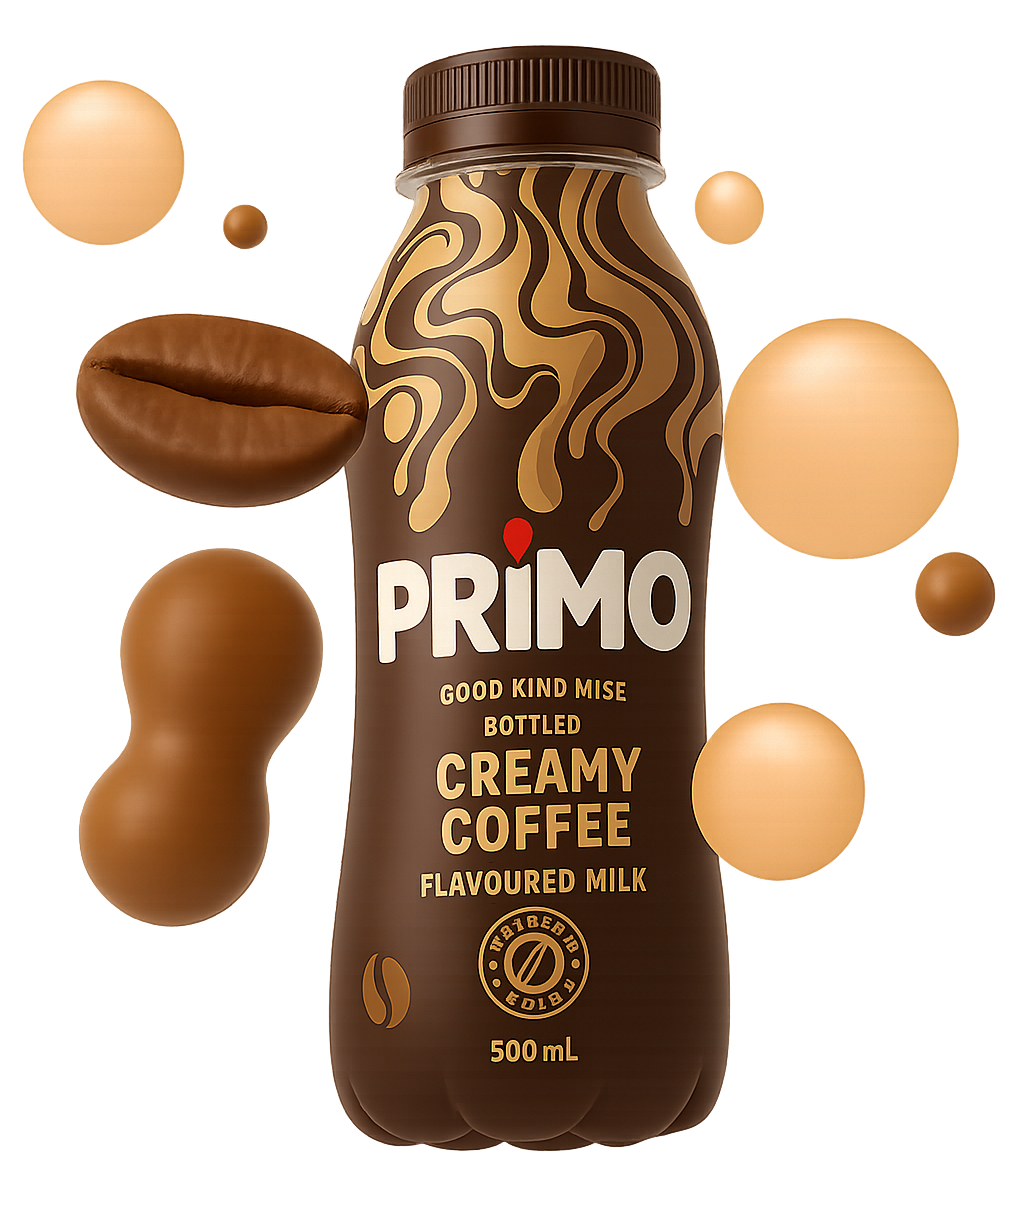 PRiMO
GOOD KIND MISE
BOTTLED
CREAMY
COFFEE
FLAVOURED MILK
500 mL